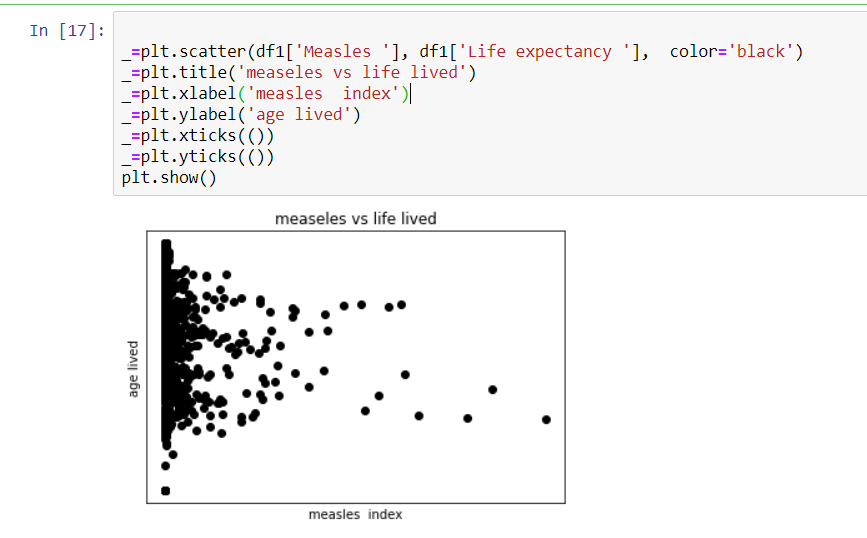 In [17]:
_=plt.scatter(df1['Measles '], df1['Life expectancy '],  color='black')
_=plt.title('measeles vs life lived')
_=plt.xlabel('measles  index')
_=plt.ylabel('age lived')
_=plt.xticks(())
_=plt.yticks(())
plt.show()
measeles vs life lived
age lived
measles  index